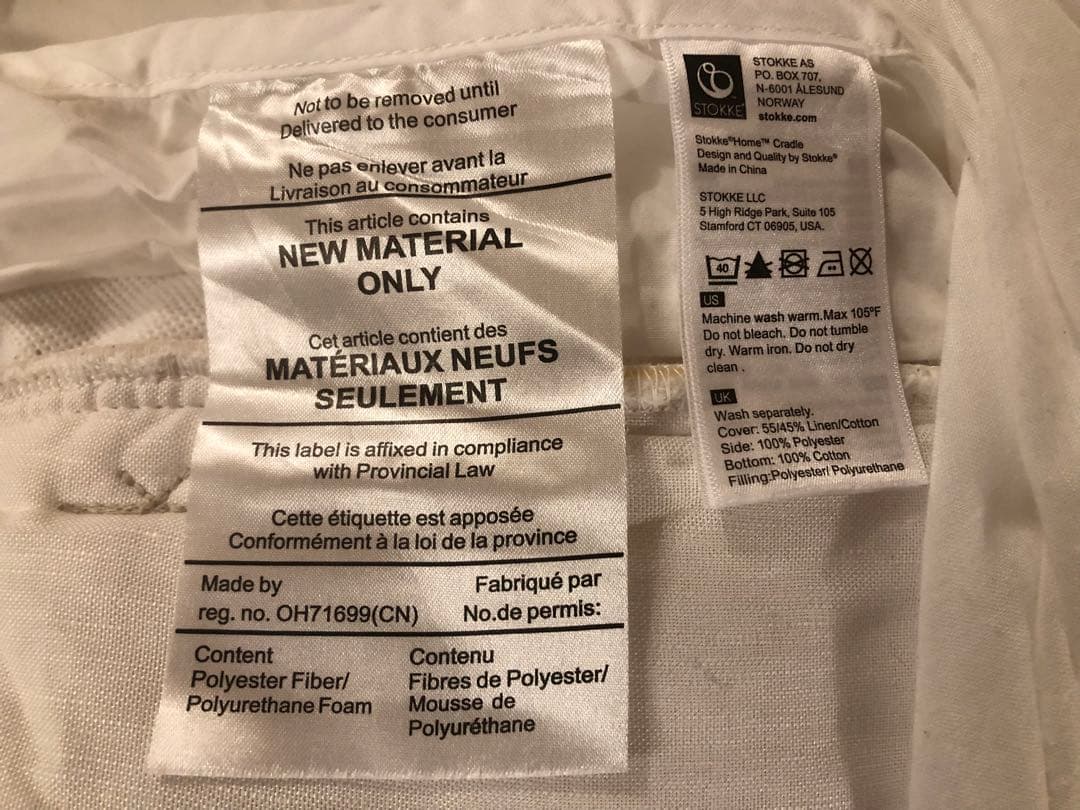 Not to be removed until
Delivered to the consumer
Ne pas enlever avant la
Livraison au consommateur
This article contains
NEW MATERIAL
ONLY
Cet article contient des
MATÉRIAUX NEUFS
SEULEMENT
This label is affixed in compliance
with Provincial Law
Cette étiquette est apposée
Conformément à la loi de la province
Made by Fabriqué par
reg. no. OH71699(CN) No.de permis:
Content
Polyester Fiber/
Polyurethane Foam
Contenu
Fibres de Polyester/
Mousse de
Polyuréthane
STOKKE
STOKKE AS
PO. BOX 707,
N-6001 ÅLESUND
NORWAY
stokke.com
Stokke®Home™ Cradle
Design and Quality by Stokke®
Made in China
STOKKE LLC
5 High Ridge Park, Suite 105
Stamford CT 06905, USA.
40
US
Machine wash warm.Max 105ºF
Do not bleach. Do not tumble
dry. Warm iron. Do not dry
clean .
UK
Wash separately.
Cover: 55/45% Linen/Cotton
Side: 100% Polyester
Bottom: 100% Cotton
Filling:Polyester/ Polyurethane